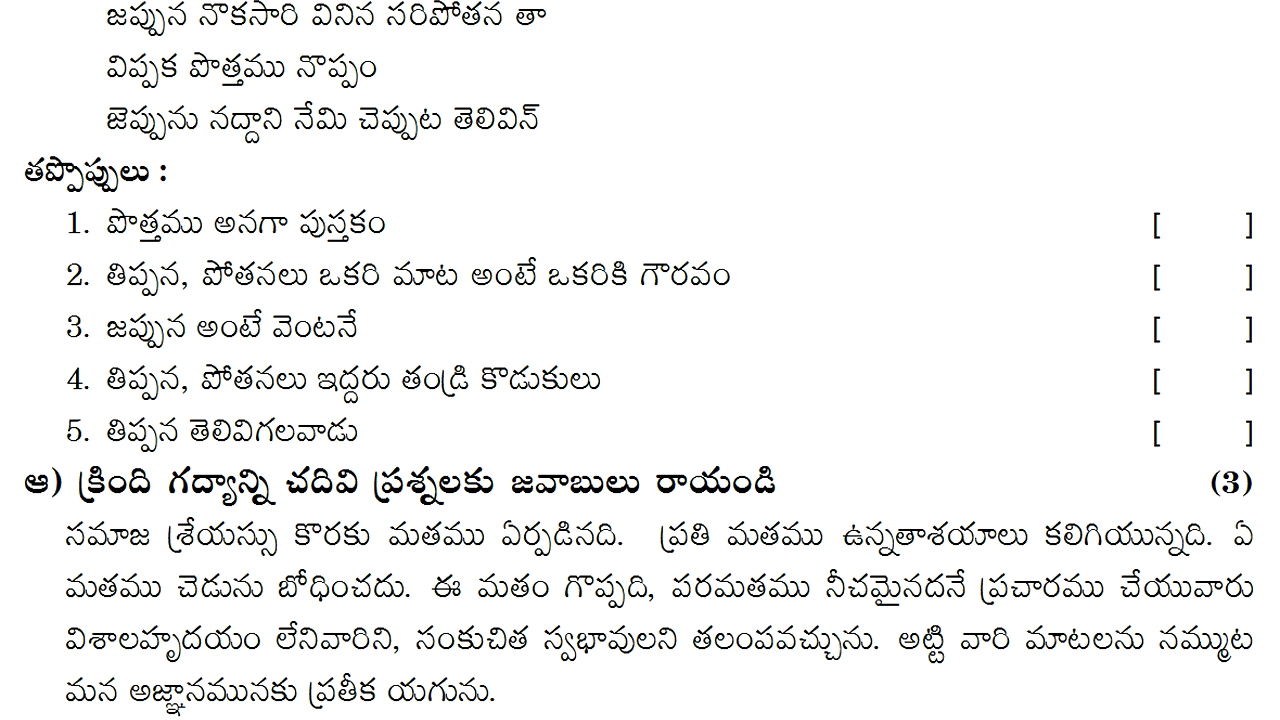 జప్పున నొకసారి వినిన సరిపోతన తా
విప్పక పొత్తము నొప్పం
జెప్పును నద్దాని నేమి చెప్పుట తెలివిన్
తప్పొప్పులు :
1. పొత్తము అనగా పుస్తకం [ ]
2. తిప్పన, పోతనలు ఒకరి మాట అంటే ఒకరికి గౌరవం [ ]
3. జప్పున అంటే వెంటనే [ ]
4. తిప్పన, పోతనలు ఇద్దరు తండ్రి కొడుకులు [ ]
5. తిప్పన తెలివిగలవాడు [ ]
ఆ) క్రింది గద్యాన్ని చదివి ప్రశ్నలకు జవాబులు రాయండి (3)
సమాజ శ్రేయస్సు కొరకు మతము ఏర్పడినది. ప్రతి మతము ఉన్నతాశయాలు కలిగియున్నది. ఏ
మతము చెడును బోధించదు. ఈ మతం గొప్పది, పరమతము నీచమైనదనే ప్రచారము చేయువారు
విశాలహృదయం లేనివారిని, సంకుచిత స్వభావులని తలంపవచ్చును. అట్టి వారి మాటలను నమ్ముట
మన అజ్ఞానమునకు ప్రతీక యగును.